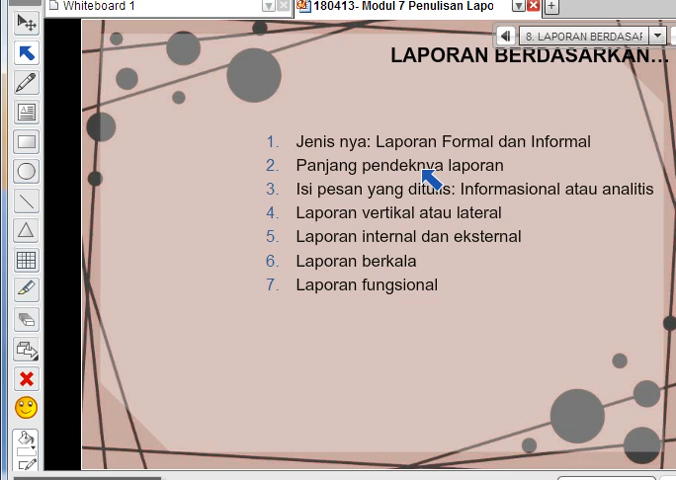 Whiteboard 1
180413- Modul 7 Penulisan Lapo
8. LAPORAN BERDASAR
LAPORAN BERDASARKAN...
1. Jenis nya: Laporan Formal dan Informal
2. Panjang pendeknya laporan
3. Isi pesan yang ditulis: Informasional atau analitis
4. Laporan vertikal atau lateral
5. Laporan internal dan eksternal
6. Laporan berkala
7. Laporan fungsional